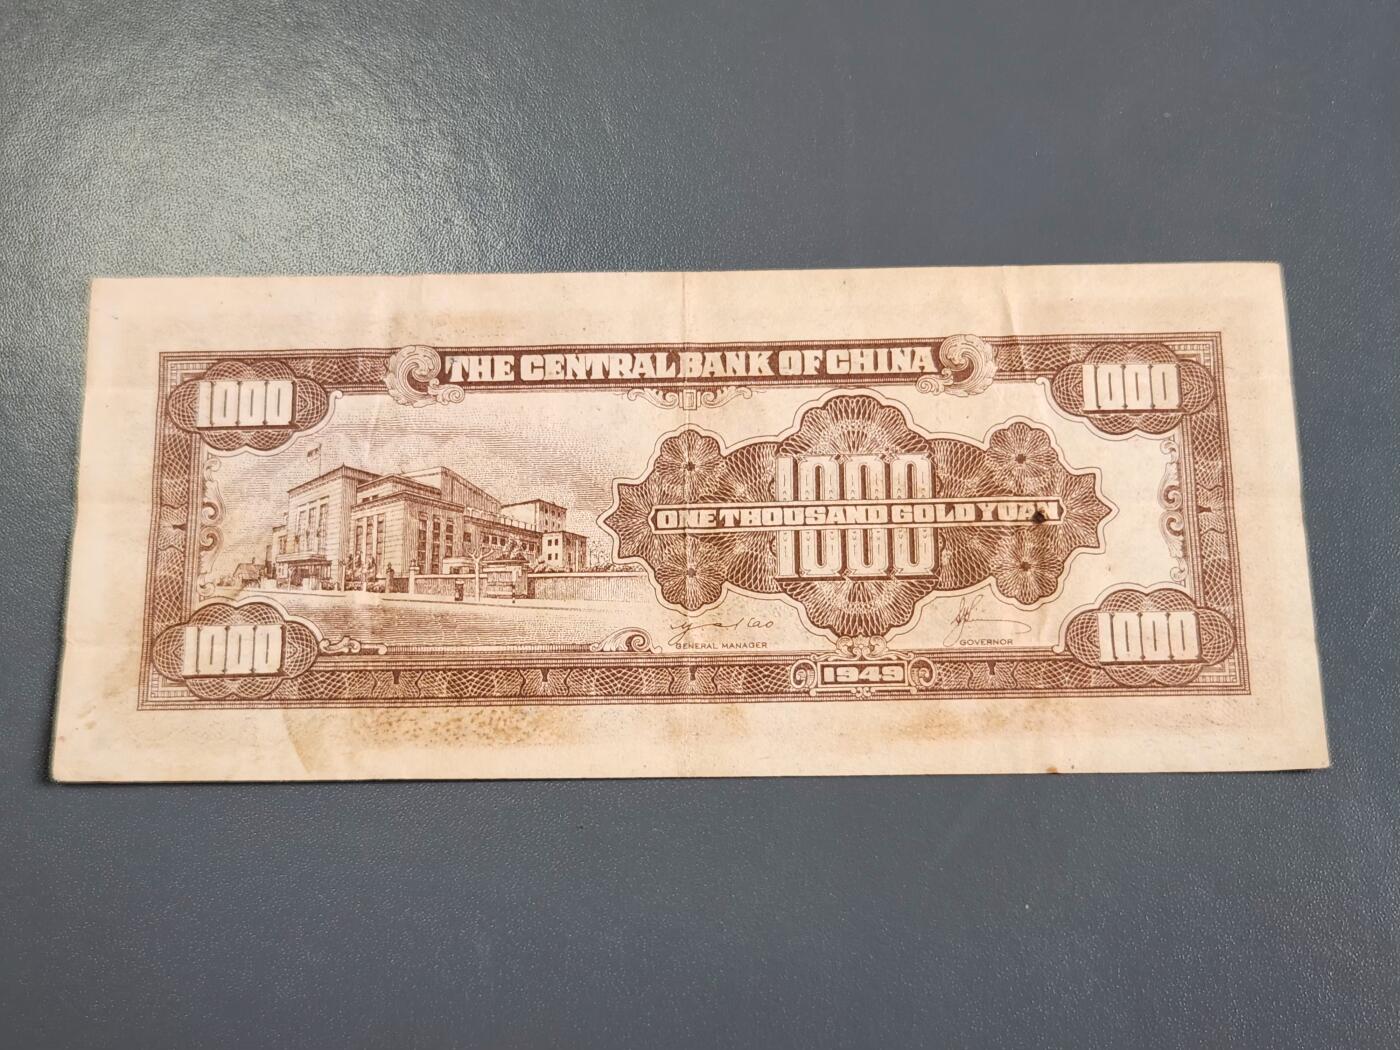 THE CENTRAL BANK OF CHINA
1000
1000
1000
ONE THOUSAND GOLD YUAN
1000
GENERAL MANAGER
GOVERNOR
1000
1949
1000